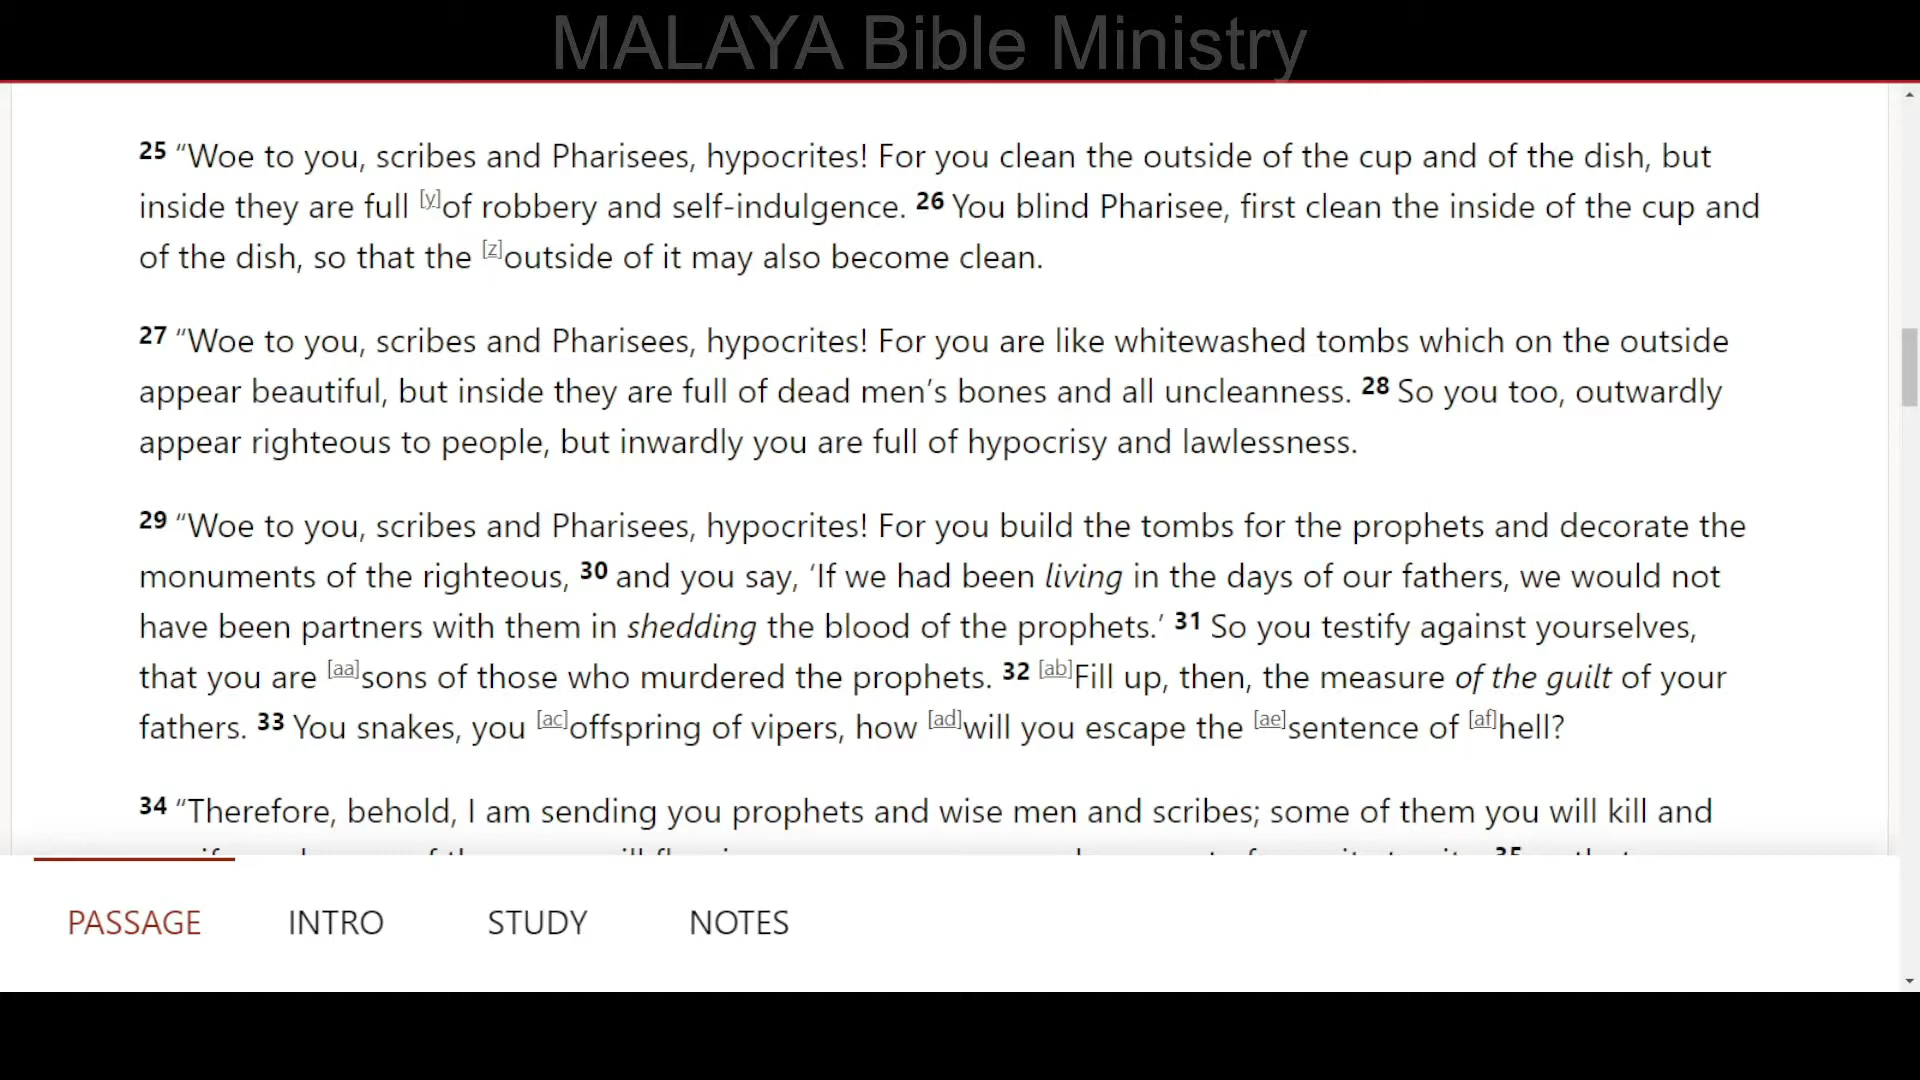 MALAYA Bible Ministry
25 “Woe to you, scribes and Pharisees, hypocrites! For you clean the outside of the cup and of the dish, but
inside they are full [y]of robbery and self-indulgence. 26 You blind Pharisee, first clean the inside of the cup and
of the dish, so that the [z]outside of it may also become clean.
27 “Woe to you, scribes and Pharisees, hypocrites! For you are like whitewashed tombs which on the outside
appear beautiful, but inside they are full of dead men’s bones and all uncleanness. 28 So you too, outwardly
appear righteous to people, but inwardly you are full of hypocrisy and lawlessness.
29 “Woe to you, scribes and Pharisees, hypocrites! For you build the tombs for the prophets and decorate the
monuments of the righteous, 30 and you say, ‘If we had been living in the days of our fathers, we would not
have been partners with them in shedding the blood of the prophets.’ 31 So you testify against yourselves,
that you are [aa]sons of those who murdered the prophets. 32 [ab]Fill up, then, the measure of the guilt of your
fathers. 33 You snakes, you [ac]offspring of vipers, how [ad]will you escape the [ae]sentence of [af]hell?
34 “Therefore, behold, I am sending you prophets and wise men and scribes; some of them you will kill and
PASSAGE INTRO STUDY NOTES